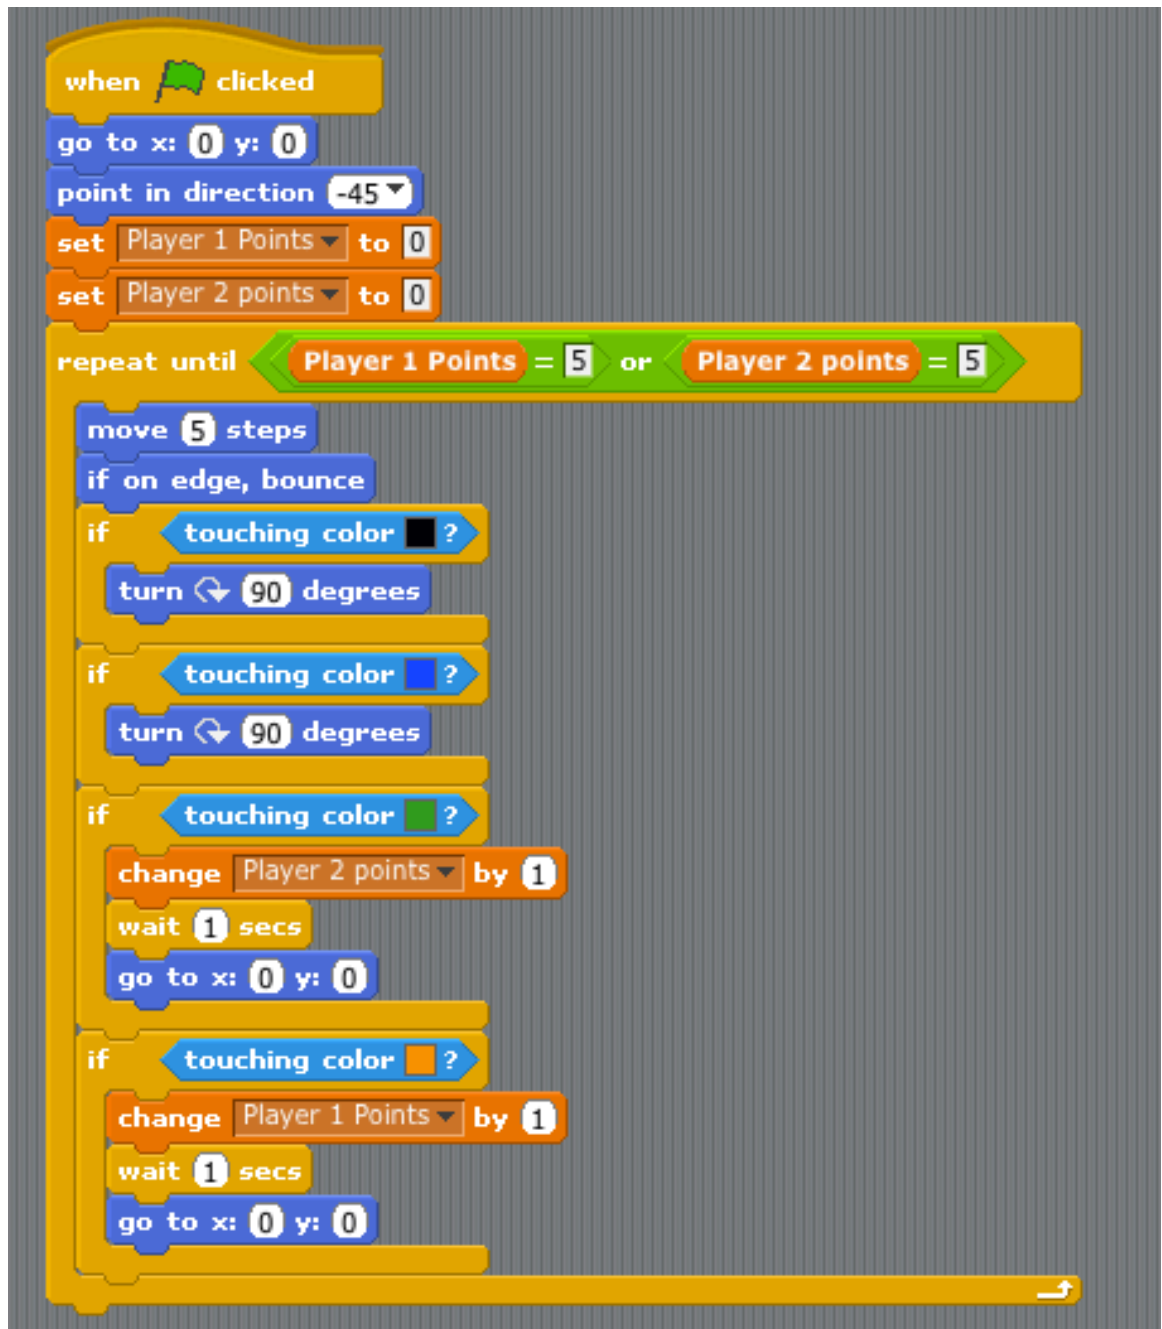 when clicked
go to x: 0 y: 0
point in direction -45
set Player 1 Points to 0
set Player 2 points to 0
repeat until Player 1 Points = 5 or Player 2 points = 5
move 5 steps
if on edge, bounce
if touching color ?
turn 90 degrees
if touching color ?
turn 90 degrees
if touching color ?
change Player 2 points by 1
wait 1 secs
go to x: 0 y: 0
if touching color ?
change Player 1 Points by 1
wait 1 secs
go to x: 0 y: 0